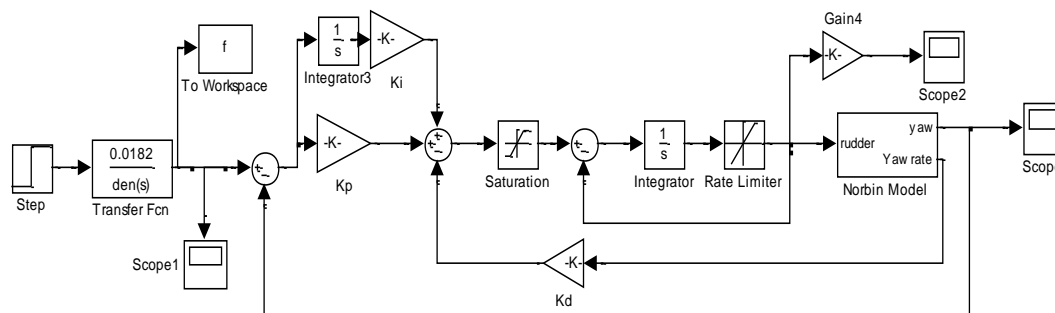 Gain4
-K-
Scope2
f
To Workspace
1
s
Integrator3
-K-
Ki
0.0182
den(s)
Transfer Fcn
Step
Scope1
-K-
Kp
Saturation
1
s
Integrator
Rate Limiter
rudder
yaw
Yaw rate
Norbin Model
Scope
-K-
Kd